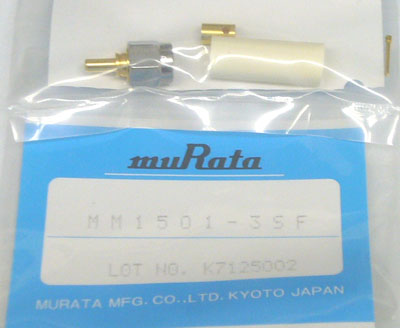 muRata
MM1501-3SF
LOT NO. K7125002
MURATA MFG. CO.,LTD. KYOTO JAPAN